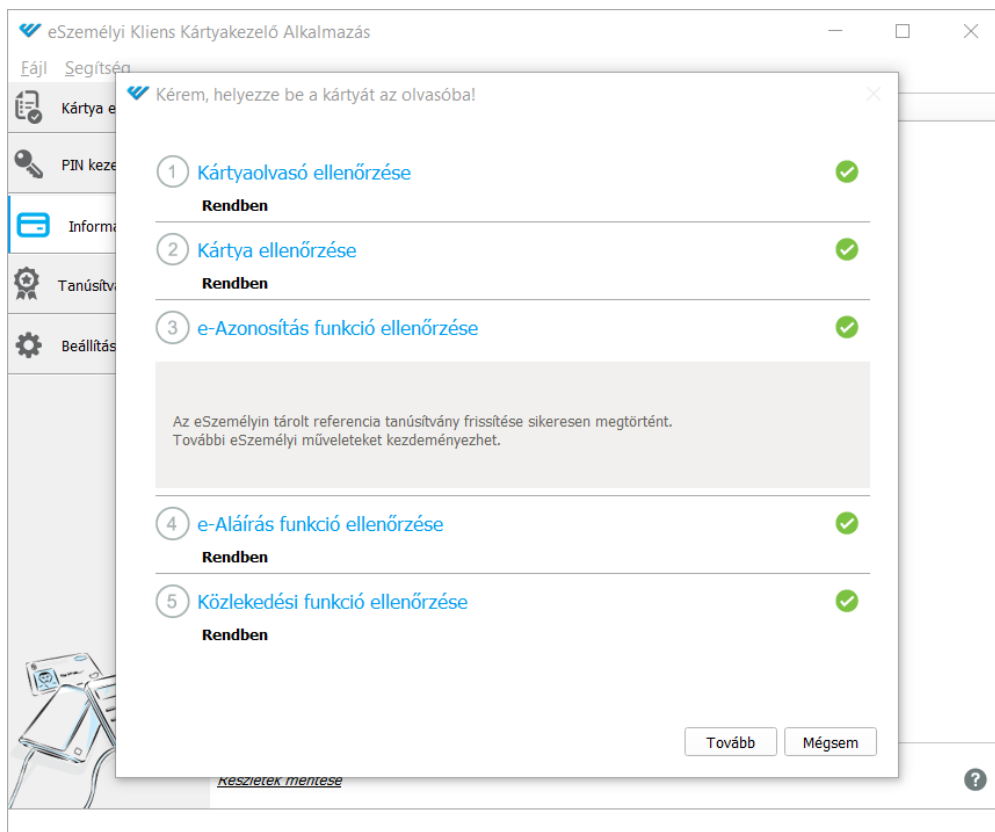 eSzemélyi Kliens Kártyakezelő Alkalmazás
Fájl Segítség
Kérem, helyezze be a kártyát az olvasóba!
Kártya e
PIN keze
Informa
Tanúsítvá
Beállítás
1 Kártyaolvasó ellenőrzése
Rendben
2 Kártya ellenőrzése
Rendben
3 e-Azonosítás funkció ellenőrzése
Az eSzemélyin tárolt referencia tanúsítvány frissítése sikeresen megtörtént.
További eSzemélyi műveleteket kezdeményezhet.
4 e-Aláírás funkció ellenőrzése
Rendben
5 Közlekedési funkció ellenőrzése
Rendben
Tovább Mégsem
Részletek mentése
?